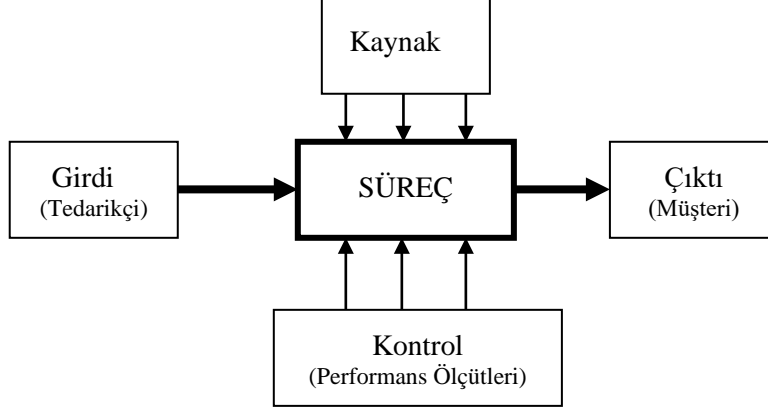 Kaynak
Girdi
(Tedarikçi)
SÜREÇ
Çıktı
(Müşteri)
Kontrol
(Performans Ölçütleri)